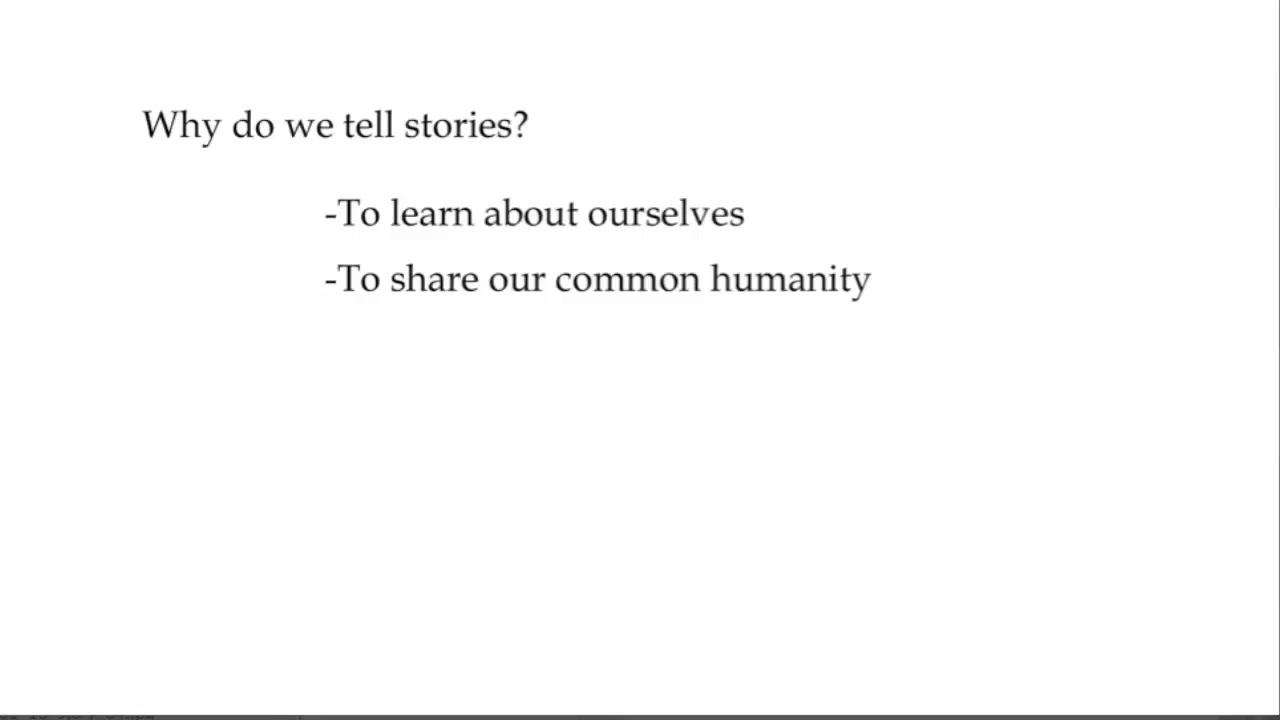 Why do we tell stories?
-To learn about ourselves
-To share our common humanity